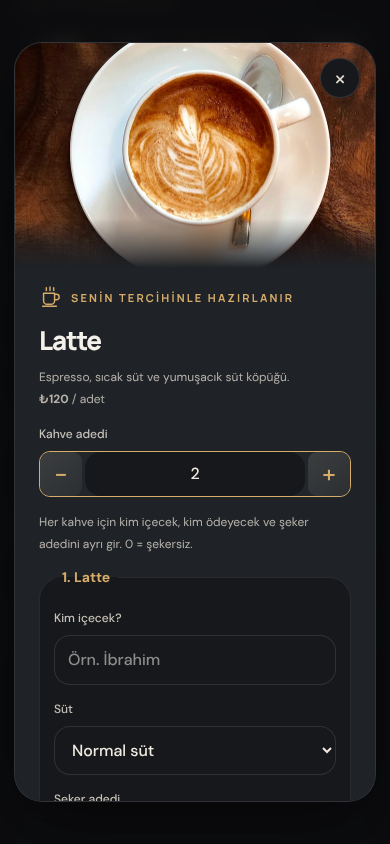 ×
SENİN TERCİHİNLE HAZIRLANIR
Latte
Espresso, sıcak süt ve yumuşacık süt köpüğü.
₺120 / adet
Kahve adedi
− 2 +
Her kahve için kim içecek, kim ödeyecek ve şeker
adedini ayrı gir. 0 = şekersiz.
1. Latte
Kim içecek?
Örn. İbrahim
Süt
Normal süt
Şeker adedi